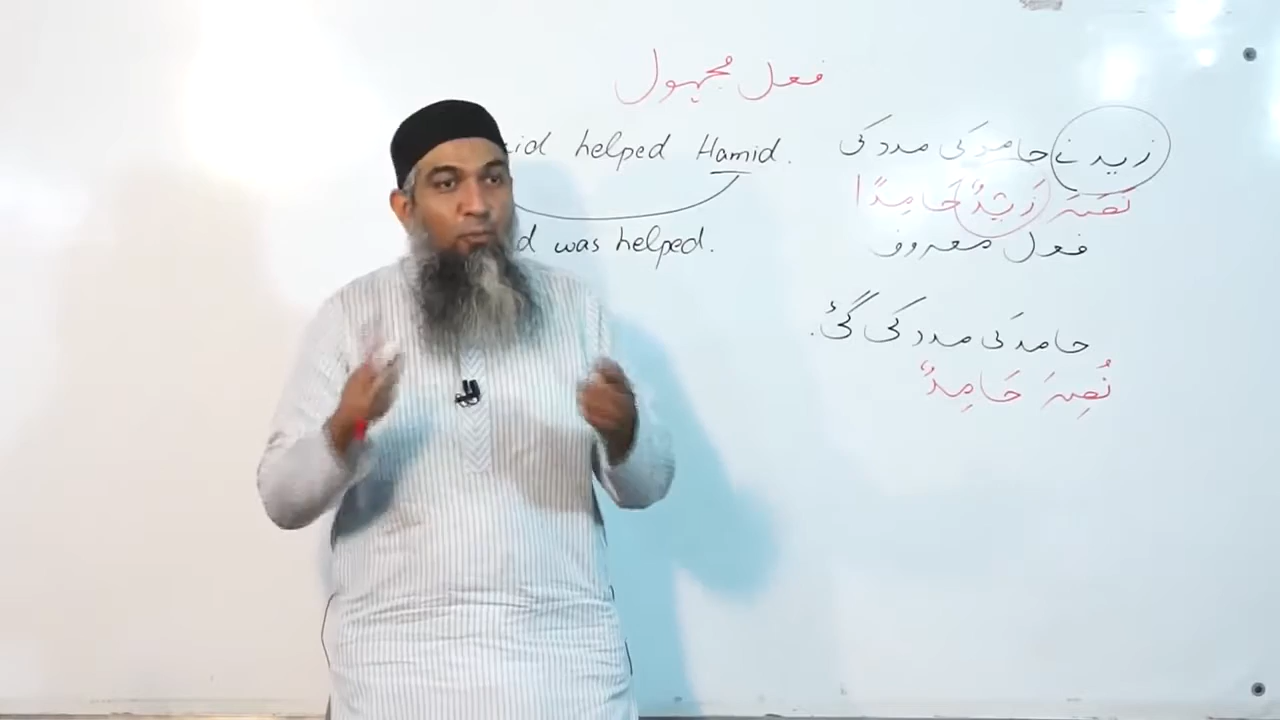 فعل مجہول
helped Hamid.
زید نے حامد کی مدد کی
نَصَرَ زَيْدٌ حَامِدًا
was helped.
فعل معروف
حامد کی مدد کی گئی.
نُصِرَ حَامِدٌ